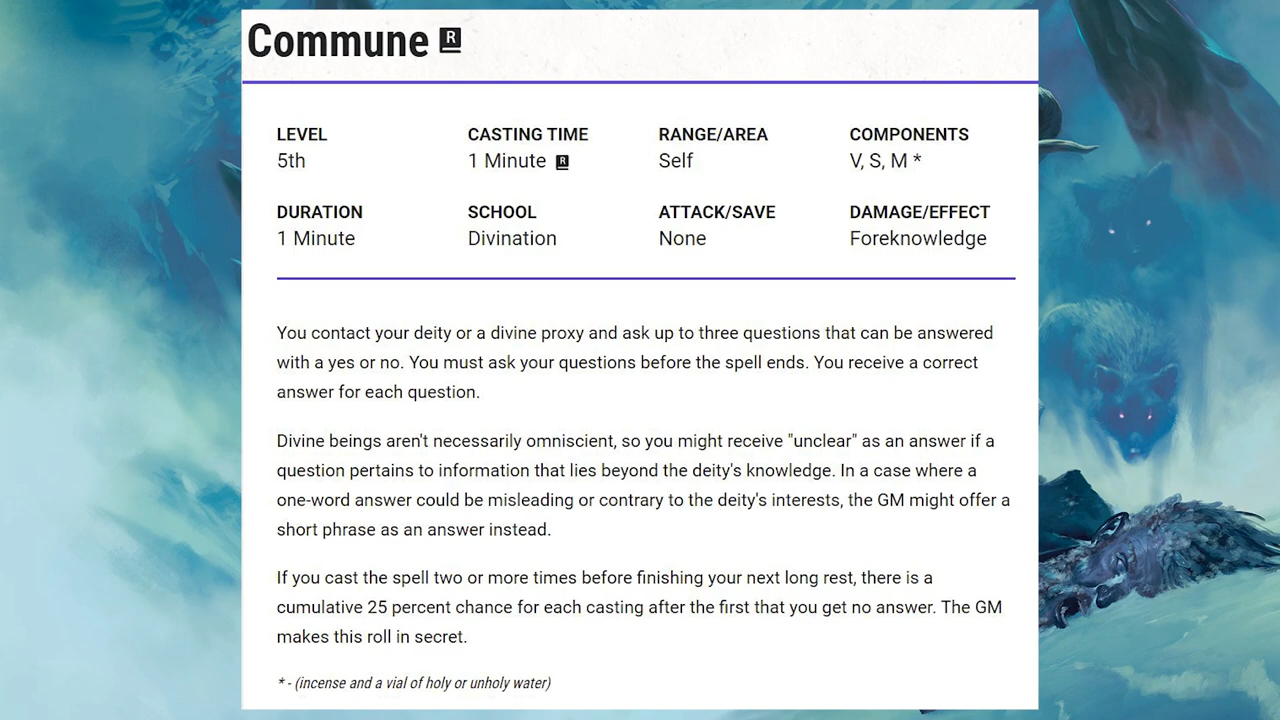 Commune R
LEVEL
5th
CASTING TIME
1 Minute R
RANGE/AREA
Self
COMPONENTS
V, S, M *
DURATION
1 Minute
SCHOOL
Divination
ATTACK/SAVE
None
DAMAGE/EFFECT
Foreknowledge
You contact your deity or a divine proxy and ask up to three questions that can be answered
with a yes or no. You must ask your questions before the spell ends. You receive a correct
answer for each question.
Divine beings aren't necessarily omniscient, so you might receive "unclear" as an answer if a
question pertains to information that lies beyond the deity's knowledge. In a case where a
one-word answer could be misleading or contrary to the deity's interests, the GM might offer a
short phrase as an answer instead.
If you cast the spell two or more times before finishing your next long rest, there is a
cumulative 25 percent chance for each casting after the first that you get no answer. The GM
makes this roll in secret.
* - (incense and a vial of holy or unholy water)